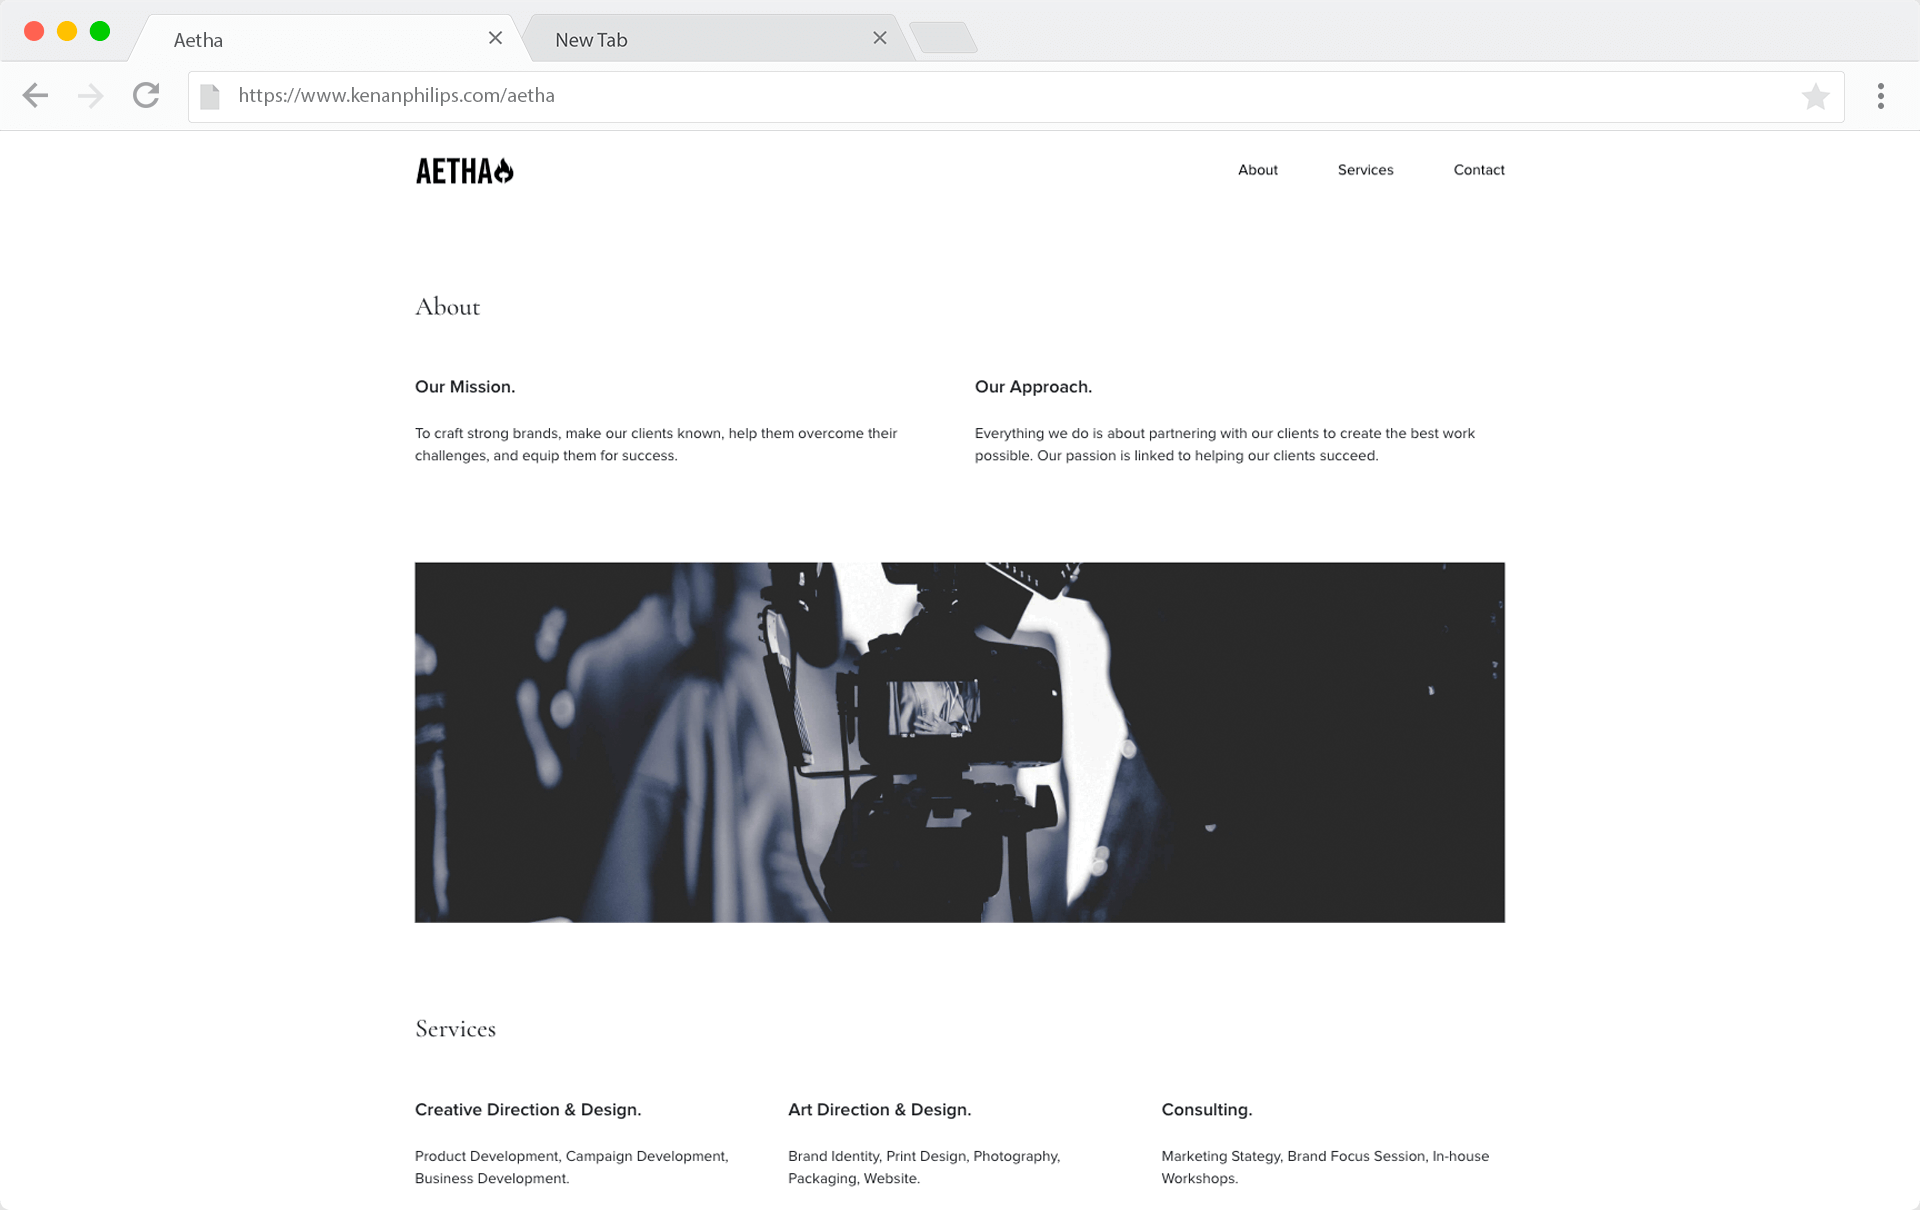 Aetha
New Tab
https://www.kenanphilips.com/aetha
AETHA
About
Services
Contact
About
Our Mission.
To craft strong brands, make our clients known, help them overcome their
challenges, and equip them for success.
Our Approach.
Everything we do is about partnering with our clients to create the best work
possible. Our passion is linked to helping our clients succeed.
Services
Creative Direction & Design.
Product Development, Campaign Development,
Business Development.
Art Direction & Design.
Brand Identity, Print Design, Photography,
Packaging, Website.
Consulting.
Marketing Stategy, Brand Focus Session, In-house
Workshops.